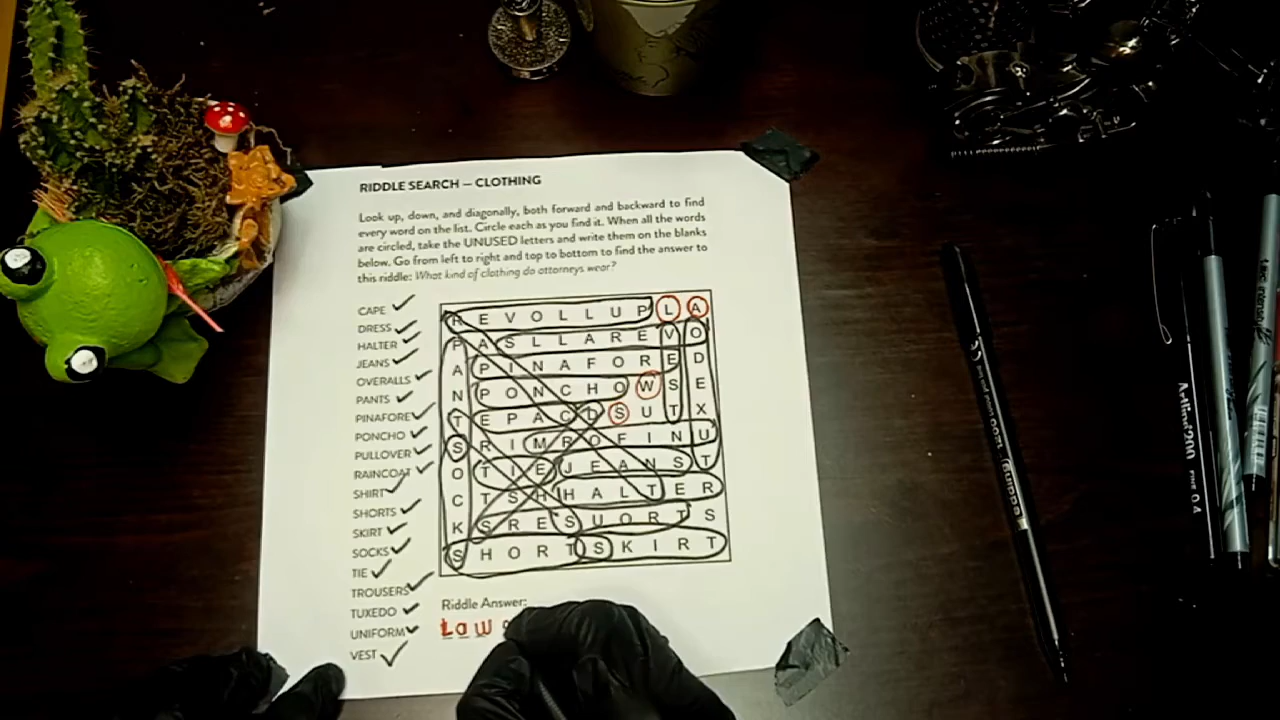 RIDDLE SEARCH — CLOTHING
Look up, down, and diagonally, both forward and backward to find
every word on the list. Circle each as you find it. When all the words
are circled, take the UNUSED letters and write them on the blanks
below. Go from left to right and top to bottom to find the answer to
this riddle: What kind of clothing do attorneys wear?
CAPE
DRESS
HALTER
JEANS
OVERALLS
PANTS
PINAFORE
PONCHO
PULLOVER
RAINCOAT
SHIRT
SHORTS
SKIRT
SOCKS
TIE
TROUSERS
TUXEDO
UNIFORM
VEST
R E V O L L U P L A
P A S L L A R E V O
A P I N A F O R E D
N P O N C H O W S E
T E P A C D S U T X
S R I M R O F I N U
O T I E J E A N S T
C T S H H A L T E R
K S R E S U O R T S
S H O R T S K I R T
Riddle Answer:
Law
Artline200
FINE 0.4